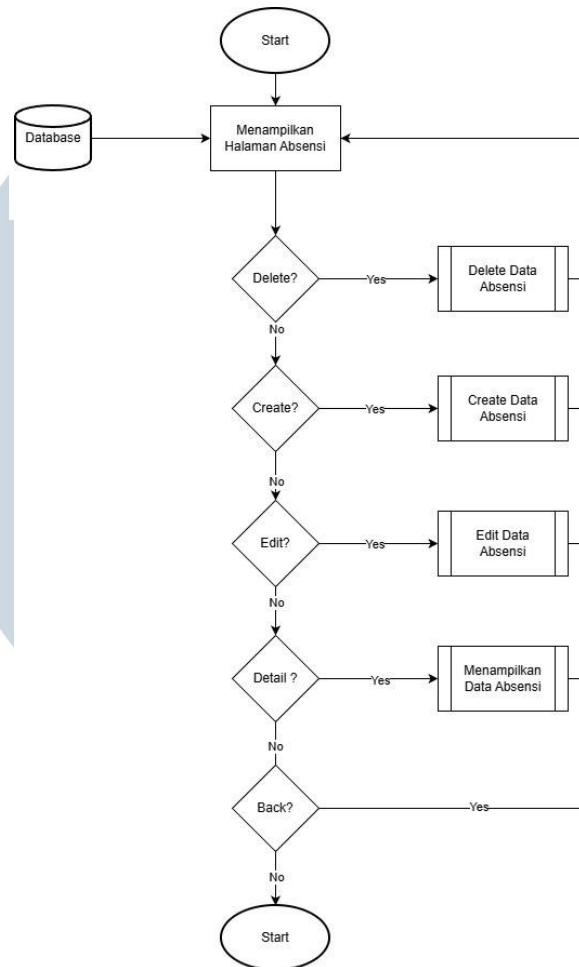 Start
Database
Menampilkan
Halaman Absensi
Delete?
Yes
Delete Data
Absensi
No
Create?
Yes
Create Data
Absensi
No
Edit?
Yes
Edit Data
Absensi
No
Detail ?
Yes
Menampilkan
Data Absensi
No
Back?
Yes
No
Start